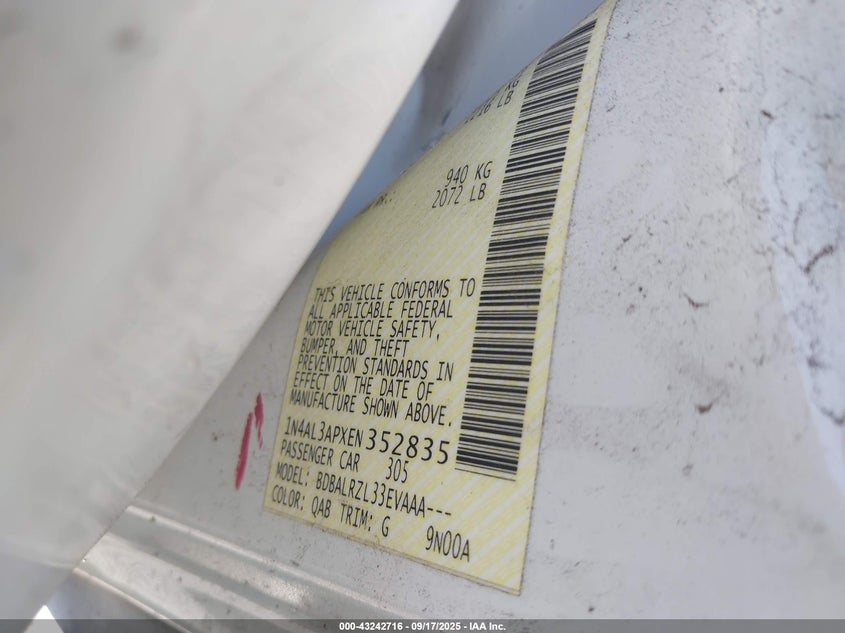 KG
LB
940 KG
2072 LB
THIS VEHICLE CONFORMS TO
ALL APPLICABLE FEDERAL
MOTOR VEHICLE SAFETY,
BUMPER, AND THEFT
PREVENTION STANDARDS IN
EFFECT ON THE DATE OF
MANUFACTURE SHOWN ABOVE.
1N4AL3APXEN352835
PASSENGER CAR 305
MODEL: BDBALRZL33EVAAA---
COLOR: QAB TRIM: G 9N00A
000-43242716 - 09/17/2025 - IAA Inc.